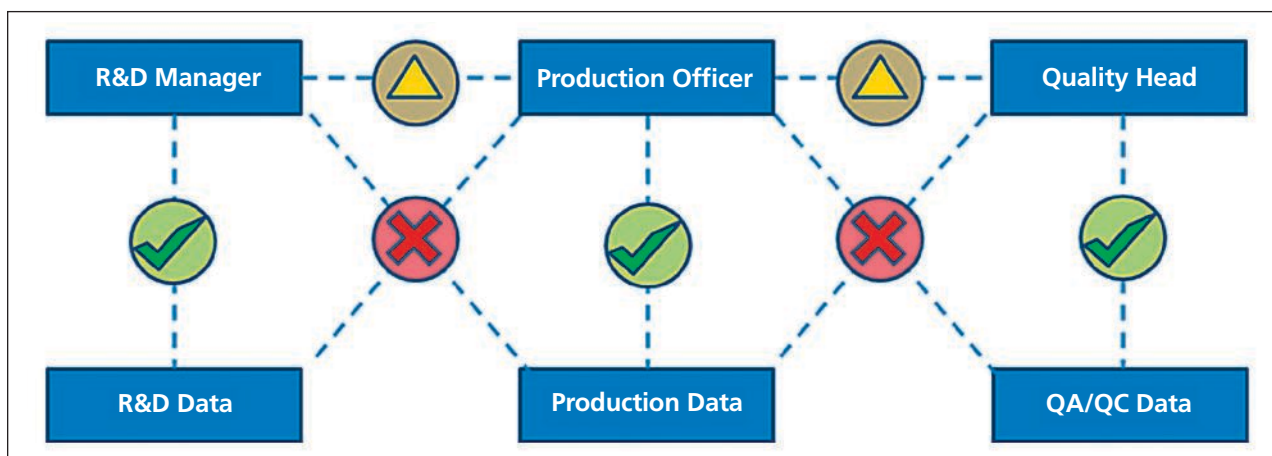 R&D Manager
Production Officer
Quality Head
R&D Data
Production Data
QA/QC Data